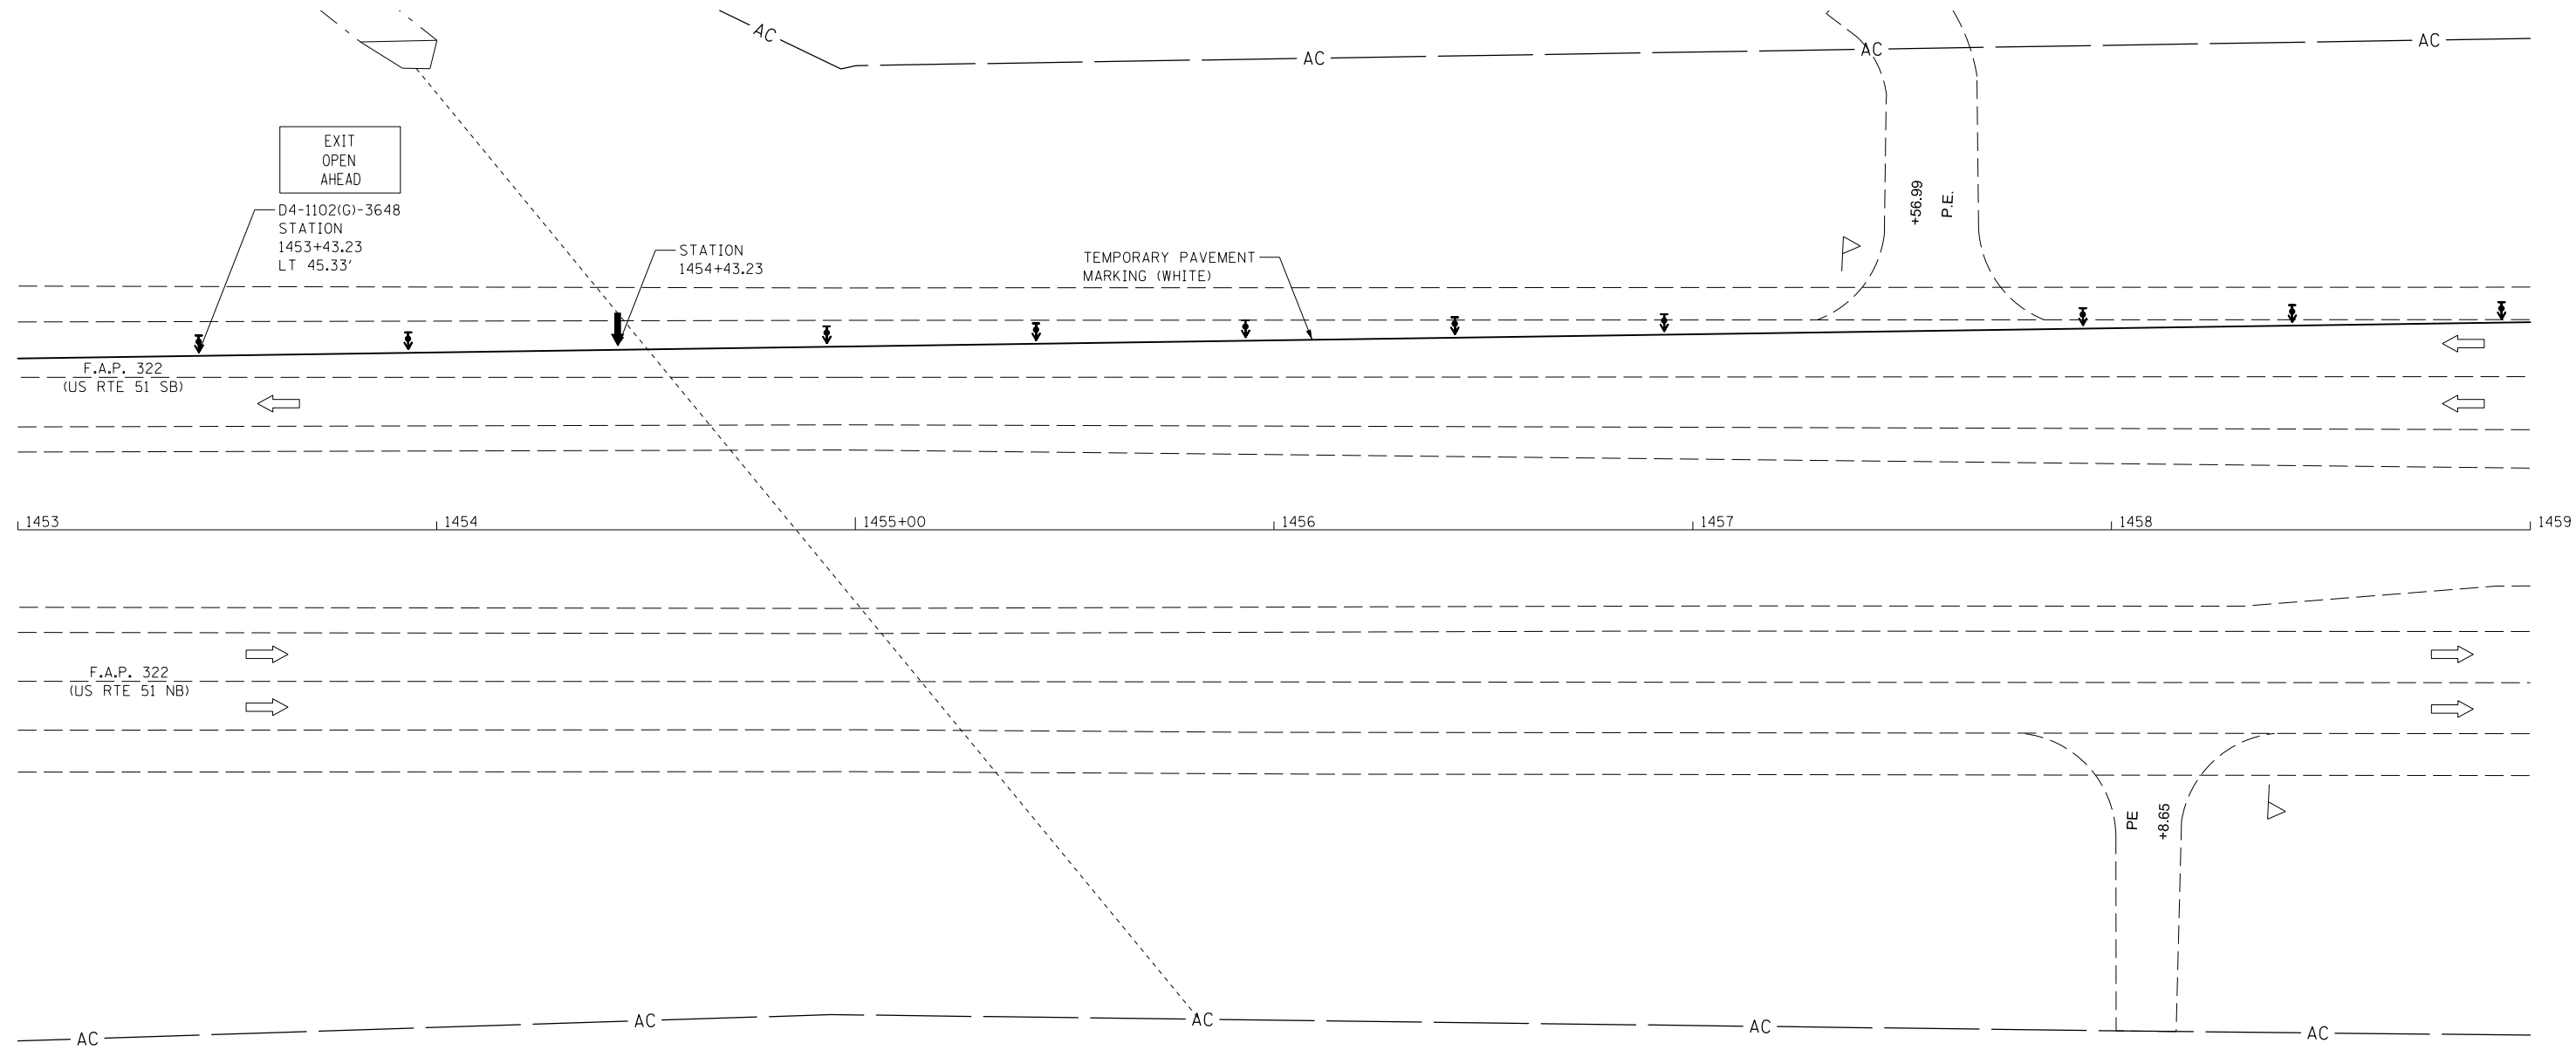 AC
AC
AC
AC
EXIT
OPEN
AHEAD
D4-1102(G)-3648
STATION
1453+43.23
LT 45.33'
STATION
1454+43.23
TEMPORARY PAVEMENT
MARKING (WHITE)
+56.99
P.E.
F.A.P. 322
(US RTE 51 SB)
1453
1454
1455+00
1456
1457
1458
1459
F.A.P. 322
(US RTE 51 NB)
PE
+8.65
AC
AC
AC
AC
AC